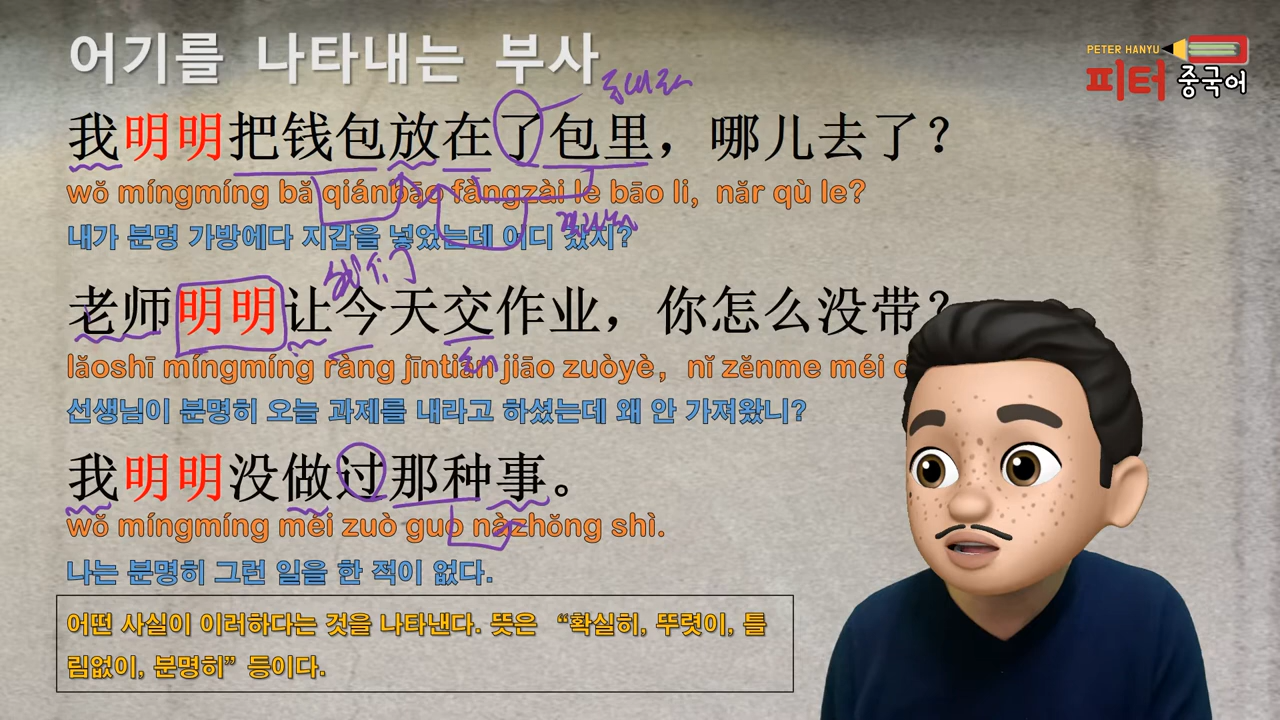 어기를 나타내는 부사
PETER HANYU
피터 중국어
我明明把钱包放在了包里，哪儿去了？
wǒ míngmíng bǎ qiánbāo fàngzài le bāo li, nǎr qù le?
내가 분명 가방에다 지갑을 넣었는데 어디 갔지?
老师明明让今天交作业，你怎么没带？
lǎoshī míngmíng ràng jīntiān jiāo zuòyè, nǐ zěnme méi
선생님이 분명히 오늘 과제를 내라고 하셨는데 왜 안 가져왔니?
我明明没做过那种事。
wǒ míngmíng méi zuò guo nàzhǒng shì.
나는 분명히 그런 일을 한 적이 없다.
어떤 사실이 이러하다는 것을 나타낸다. 뜻은 “확실히, 뚜렷이, 틀
림없이, 분명히” 등이다.